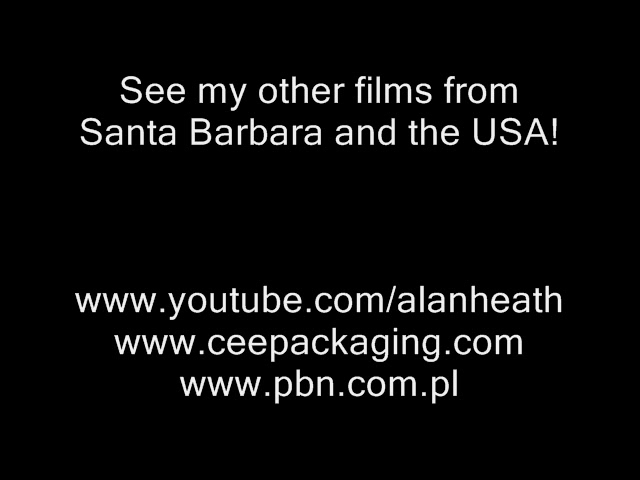 See my other films from
Santa Barbara and the USA!
www.youtube.com/alanheath
www.ceepackaging.com
www.pbn.com.pl